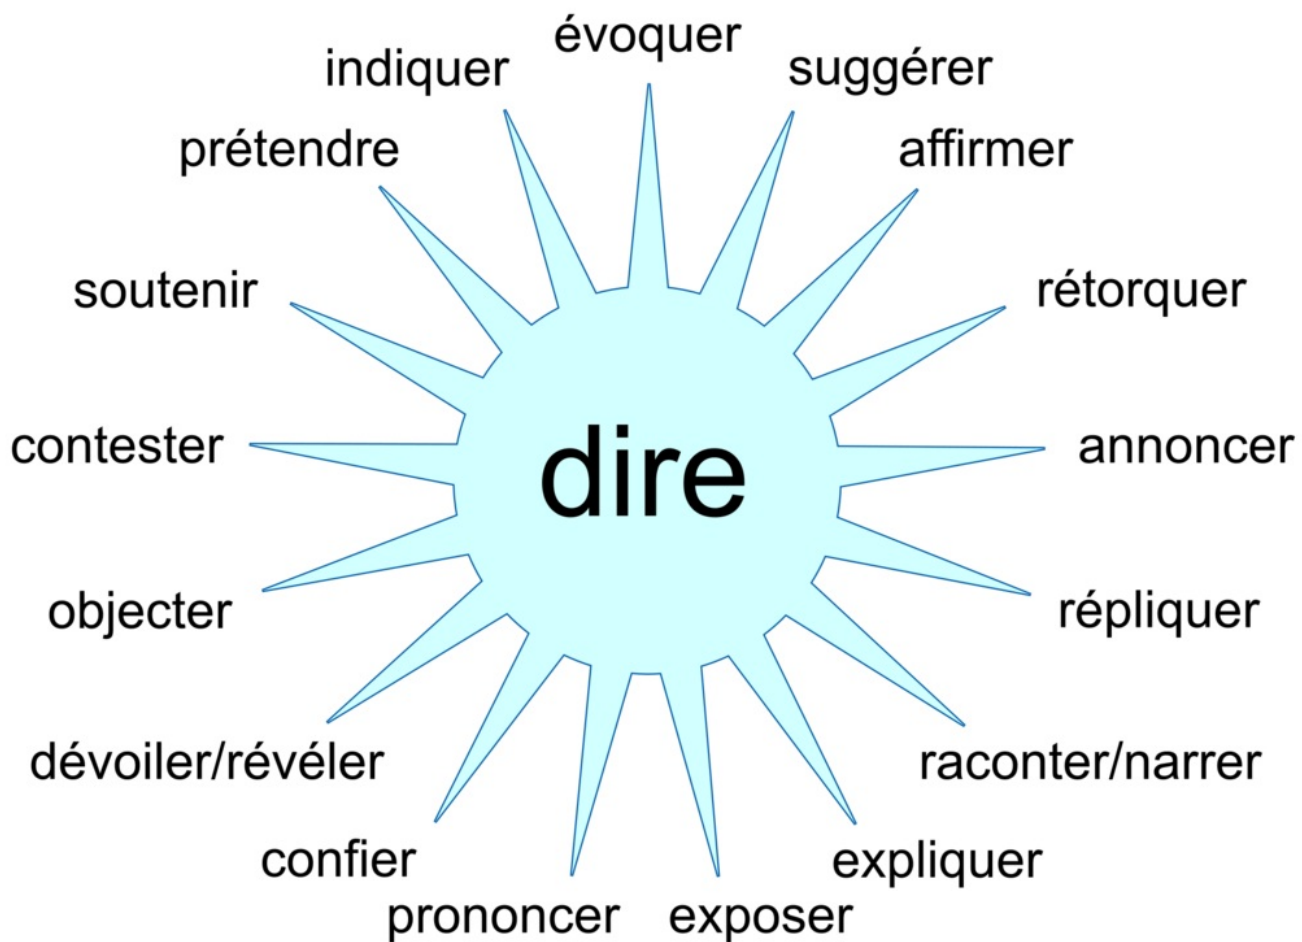 évoquer
indiquer
suggérer
prétendre
affirmer
soutenir
rétorquer
contester
dire
annoncer
objecter
répliquer
dévoiler/révéler
raconter/narrer
confier
expliquer
prononcer
exposer